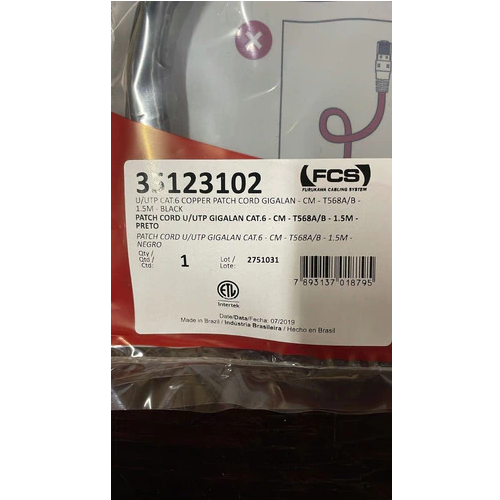 35123102
FCS
FURUKAWA CABLING SYSTEM
U/UTP CAT.6 COPPER PATCH CORD GIGALAN - CM - T568A/B -
1.5M - BLACK
PATCH CORD U/UTP GIGALAN CAT.6 - CM - T568A/B - 1.5M -
PRETO
PATCH CORD U/UTP GIGALAN CAT.6 - CM - T568A/B - 1.5M -
NEGRO
Qty /
Qtd /
Ctd:
1
Lot /
Lote:
2751031
7 893137 018795
ETL
Intertek
Date/Data/Fecha: 07/2019
Made in Brazil / Indústria Brasileira / Hecho en Brasil